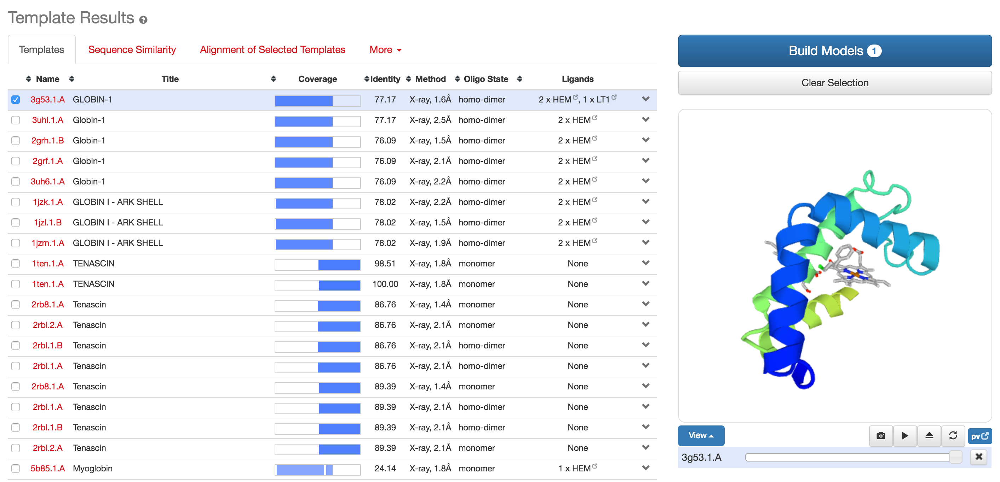 Template Results ?
Templates Sequence Similarity Alignment of Selected Templates More
Build Models 1
Clear Selection
Name Title Coverage Identity Method Oligo State Ligands
3g53.1.A GLOBIN-1 77.17 X-ray, 1.6Å homo-dimer 2 x HEM, 1 x LT1
3uhi.1.A Globin-1 77.17 X-ray, 2.5Å homo-dimer 2 x HEM
2grh.1.B Globin-1 76.09 X-ray, 1.5Å homo-dimer 2 x HEM
2grf.1.A Globin-1 76.09 X-ray, 2.1Å homo-dimer 2 x HEM
3uh6.1.A Globin-1 76.09 X-ray, 2.2Å homo-dimer 2 x HEM
1jzk.1.A GLOBIN I - ARK SHELL 78.02 X-ray, 2.2Å homo-dimer 2 x HEM
1jzl.1.B GLOBIN I - ARK SHELL 78.02 X-ray, 1.5Å homo-dimer 2 x HEM
1jzm.1.A GLOBIN I - ARK SHELL 78.02 X-ray, 1.9Å homo-dimer 2 x HEM
1ten.1.A TENASCIN 98.51 X-ray, 1.8Å monomer None
1ten.1.A TENASCIN 100.00 X-ray, 1.8Å monomer None
2rb8.1.A Tenascin 86.76 X-ray, 1.4Å monomer None
2rbl.2.A Tenascin 86.76 X-ray, 2.1Å monomer None
2rbl.1.B Tenascin 86.76 X-ray, 2.1Å homo-dimer None
2rbl.1.A Tenascin 86.76 X-ray, 2.1Å homo-dimer None
2rb8.1.A Tenascin 89.39 X-ray, 1.4Å monomer None
2rbl.1.A Tenascin 89.39 X-ray, 2.1Å homo-dimer None
2rbl.1.B Tenascin 89.39 X-ray, 2.1Å homo-dimer None
2rbl.2.A Tenascin 89.39 X-ray, 2.1Å monomer None
5b85.1.A Myoglobin 24.14 X-ray, 1.8Å monomer 1 x HEM
View pv
3g53.1.A